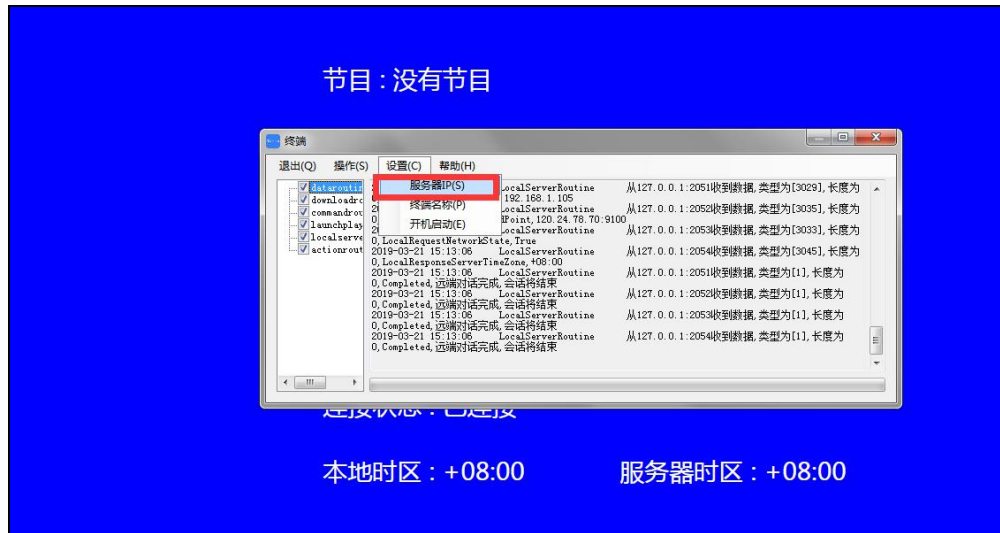 节目：没有节目
终端
退出(Q) 操作(S) 设置(C) 帮助(H)
服务器IP(S)
终端名称(P)
开机启动(E)
dataroutin
downloadro
commandrou
launchplay
localserve
actionrout
LocalServerRoutine 从127.0.0.1:2051收到数据, 类型为[3029], 长度为
192.168.1.105
LocalServerRoutine 从127.0.0.1:2052收到数据, 类型为[3035], 长度为
Point, 120.24.78.70:9100
LocalServerRoutine 从127.0.0.1:2053收到数据, 类型为[3033], 长度为
0, LocalRequestNetworkState, True
2019-03-21 15:13:06 LocalServerRoutine 从127.0.0.1:2054收到数据, 类型为[3045], 长度为
0, LocalResponseServerTimeZone, +08:00
2019-03-21 15:13:06 LocalServerRoutine 从127.0.0.1:2051收到数据, 类型为[1], 长度为
0, Completed, 远端对话完成, 会话将结束
2019-03-21 15:13:06 LocalServerRoutine 从127.0.0.1:2052收到数据, 类型为[1], 长度为
0, Completed, 远端对话完成, 会话将结束
2019-03-21 15:13:06 LocalServerRoutine 从127.0.0.1:2053收到数据, 类型为[1], 长度为
0, Completed, 远端对话完成, 会话将结束
2019-03-21 15:13:06 LocalServerRoutine 从127.0.0.1:2054收到数据, 类型为[1], 长度为
0, Completed, 远端对话完成, 会话将结束
连接状态：已连接
本地时区：+08:00 服务器时区：+08:00